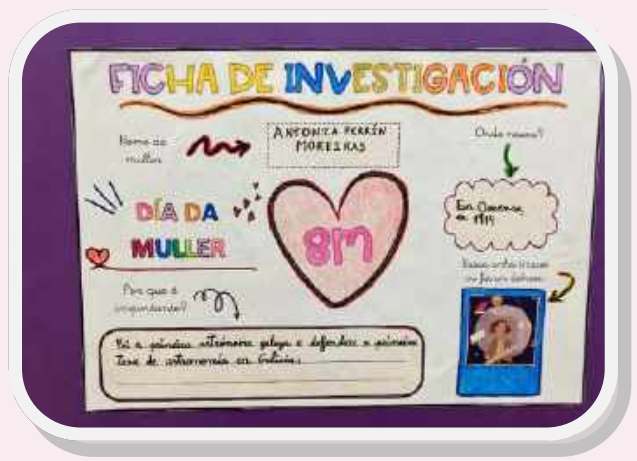 FICHA DE INVESTIGACIÓN
Nome da
muller
ANTONIA FERRÍN
MOREIRAS
Onde naceu?
DÍA DA
MULLER
8M
En Ourense,
en 1914
Por que é
importante?
Foi a primeira astrónoma galega e defendeu a primeira
Tese de astronomía en Galicia.